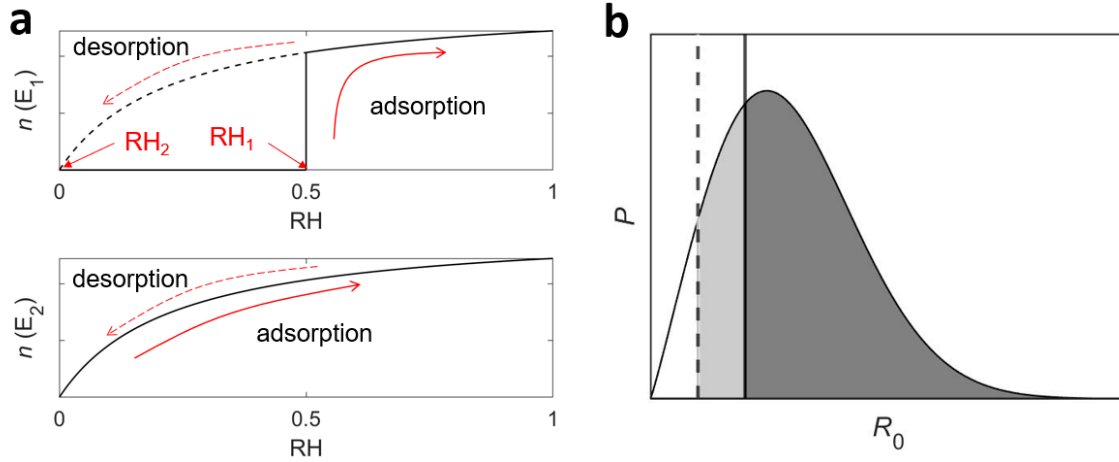 a
desorption
n (E₁)
adsorption
RH₂
RH₁
0
0.5
1
RH
desorption
n (E₂)
adsorption
0
0.5
1
RH
b
P
R₀